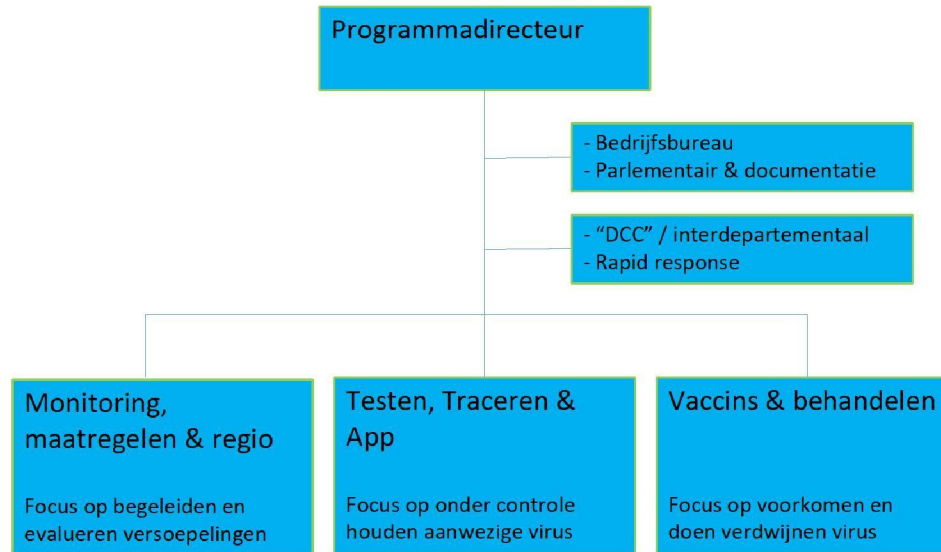 Programmadirecteur
- Bedrijfsbureau
- Parlementair & documentatie
- “DCC” / interdepartementaal
- Rapid response
Monitoring,
maatregelen & regio
Focus op begeleiden en
evalueren versoepelingen
Testen, Traceren &
App
Focus op onder controle
houden aanwezige virus
Vaccins & behandelen
Focus op voorkomen en
doen verdwijnen virus